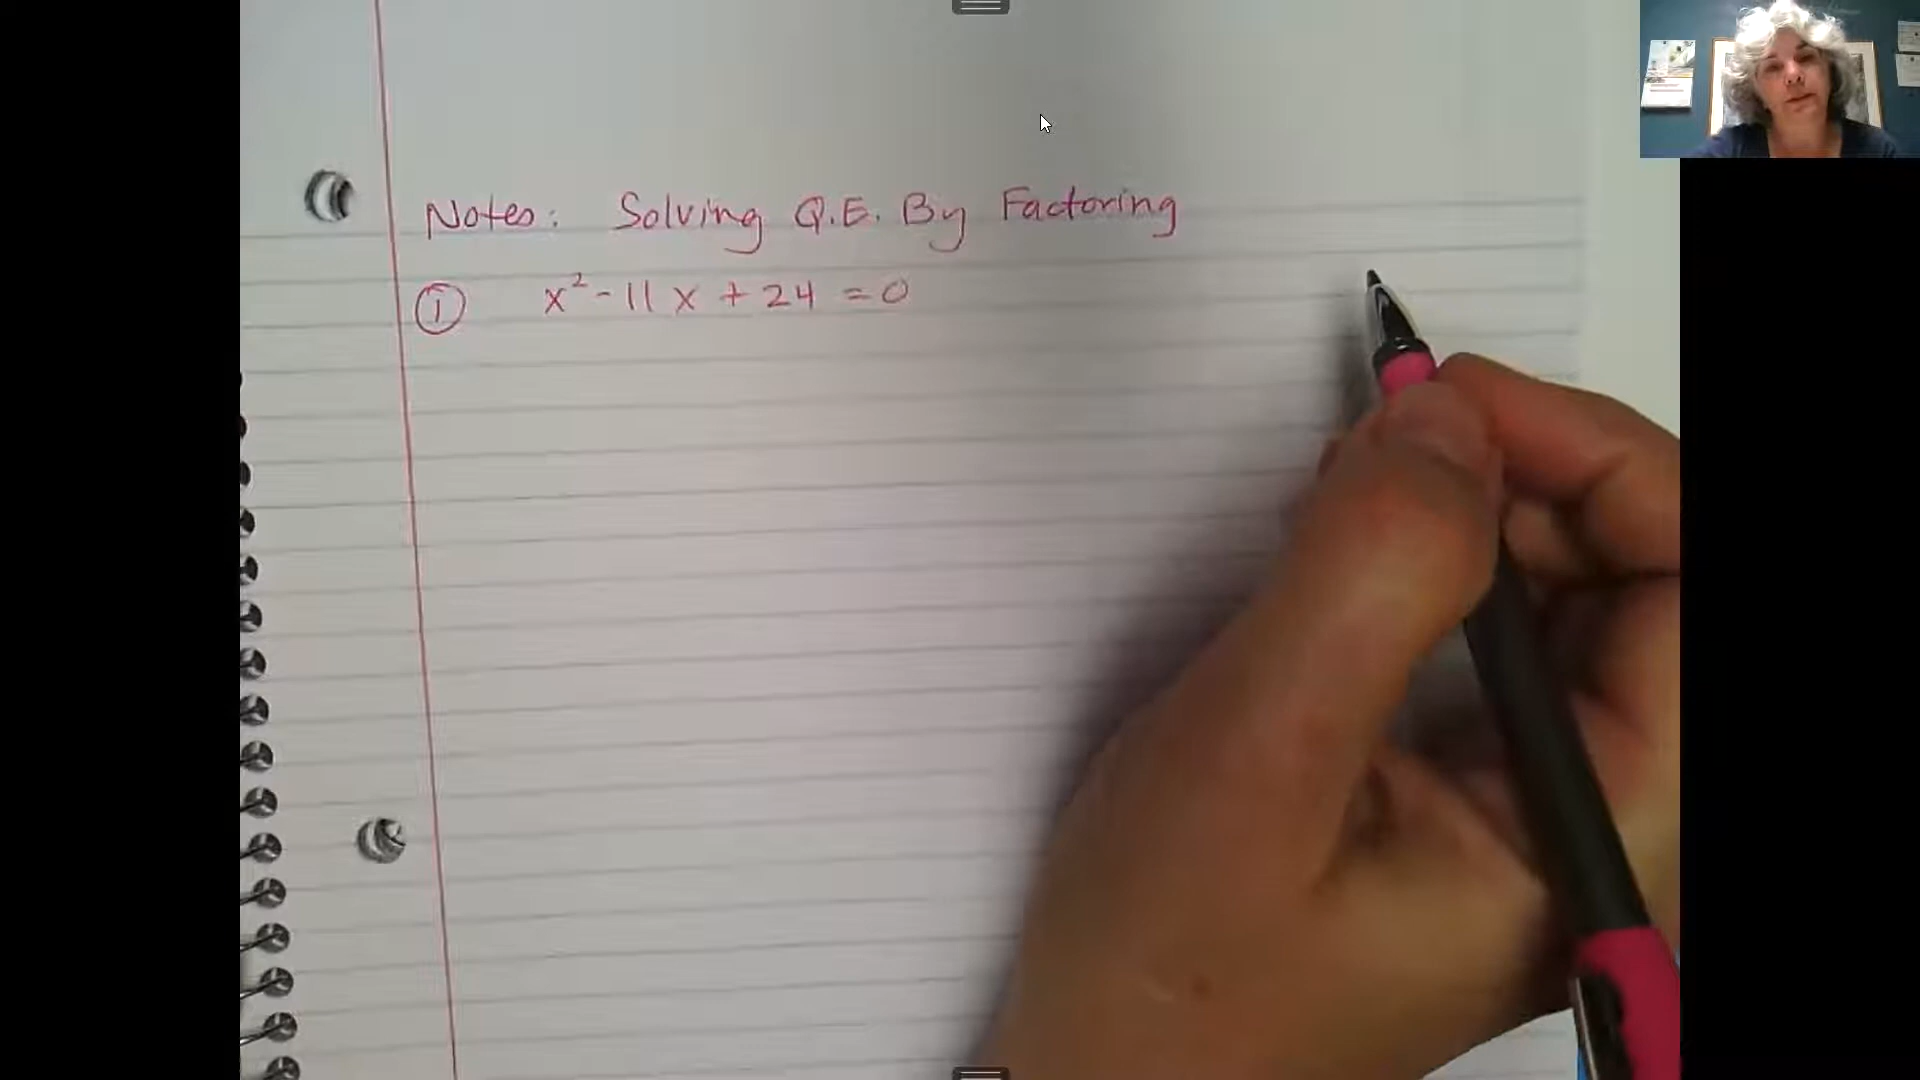 Notes: Solving Q.E. By Factoring
① x² - 11x + 24 = 0